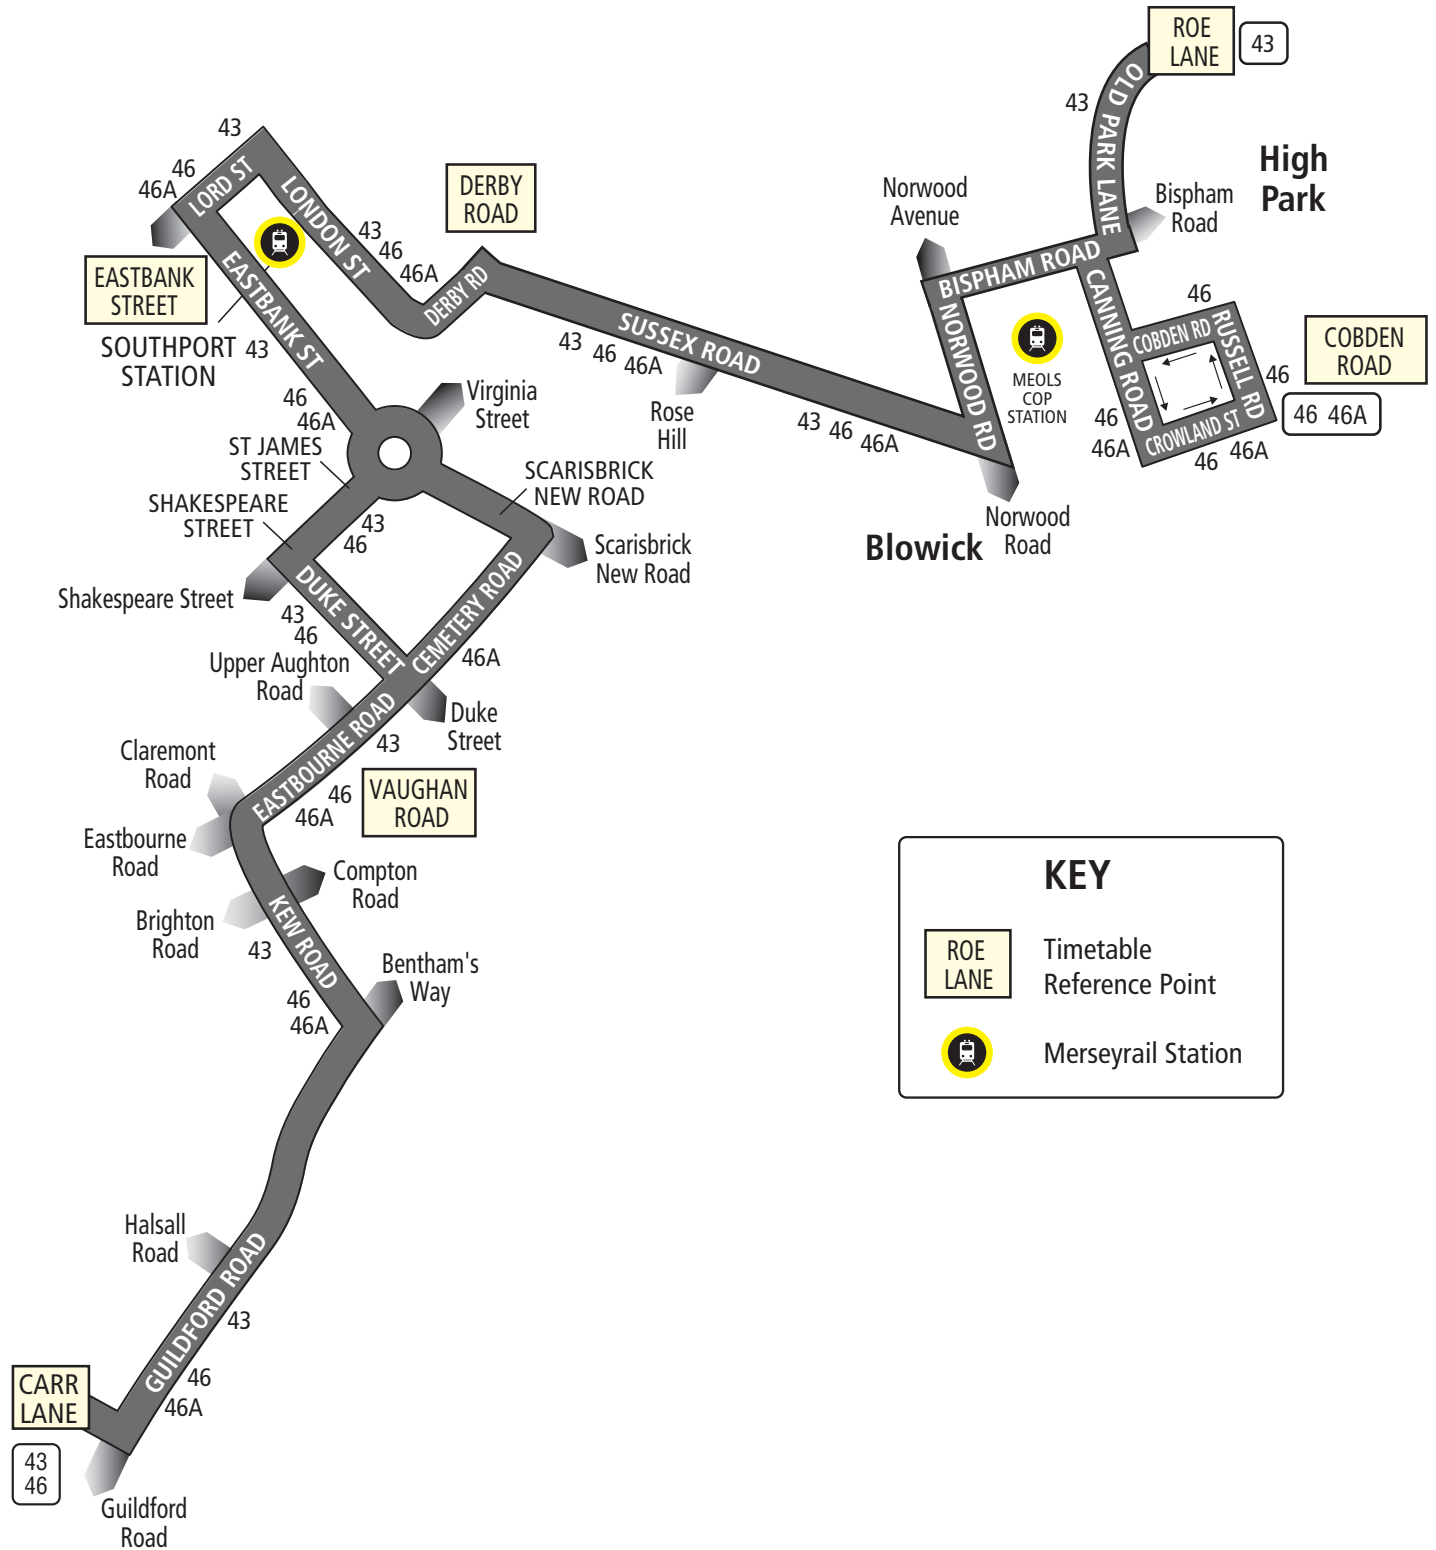 ROE
LANE
43
OLD PARK LANE
43
High
Park
Bispham
Road
Norwood
Avenue
43
46
46A
LORD ST
LONDON ST
DERBY
ROAD
43
46
46A
DERBY RD
EASTBANK
STREET
EASTBANK ST
SOUTHPORT
STATION
43
46
46A
BISPHAM ROAD
NORWOOD RD
CANNING ROAD
MEOLS
COP
STATION
46
COBDEN RD
RUSSELL RD
CROWLAND ST
COBDEN
ROAD
46
46 46A
46
46A
46
46A
SUSSEX ROAD
43
46
46A
Rose
Hill
43
46
46A
Norwood
Road
Blowick
Virginia
Street
ST JAMES
STREET
SHAKESPEARE
STREET
SCARISBRICK
NEW ROAD
43
46
Scarisbrick
New Road
Shakespeare Street
DUKE STREET
43
46
CEMETERY ROAD
46A
Upper Aughton
Road
Duke
Street
EASTBOURNE ROAD
43
46
46A
VAUGHAN
ROAD
Claremont
Road
Eastbourne
Road
Compton
Road
Brighton
Road
KEW ROAD
43
46
46A
Bentham's
Way
Halsall
Road
GUILDFORD ROAD
43
46
46A
CARR
LANE
43
46
Guildford
Road
KEY
ROE
LANE
Timetable
Reference Point
Merseyrail Station